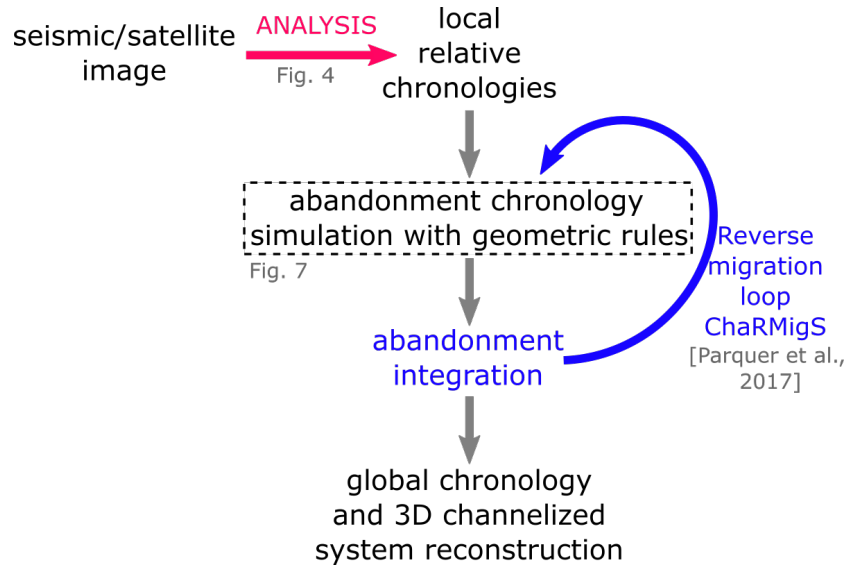 seismic/satellite
image
ANALYSIS
Fig. 4
local
relative
chronologies
abandonment chronology
simulation with geometric rules
Fig. 7
Reverse
migration
loop
ChaRMigS
[Parquer et al.,
2017]
abandonment
integration
global chronology
and 3D channelized
system reconstruction